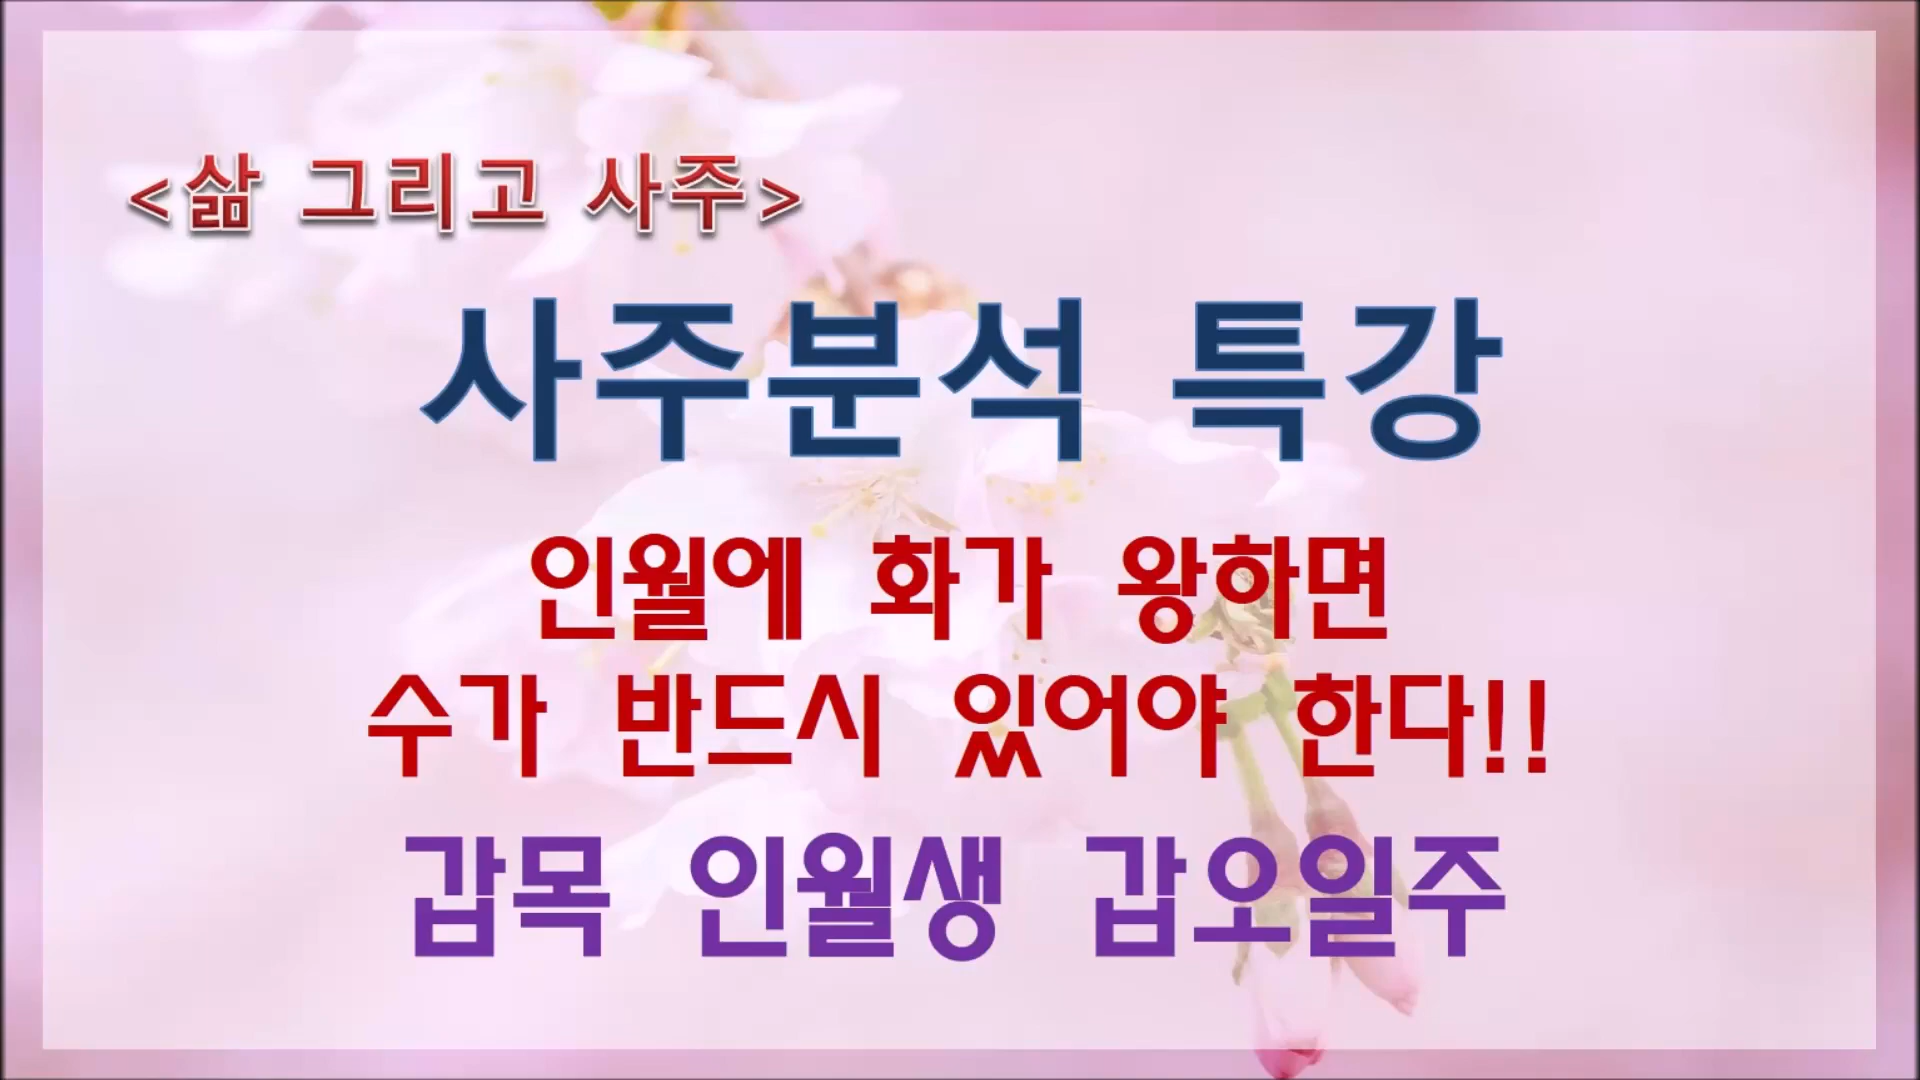 <삶 그리고 사주>
사주분석 특강
인월에 화가 왕하면
수가 반드시 있어야 한다!!
갑목 인월생 갑오일주